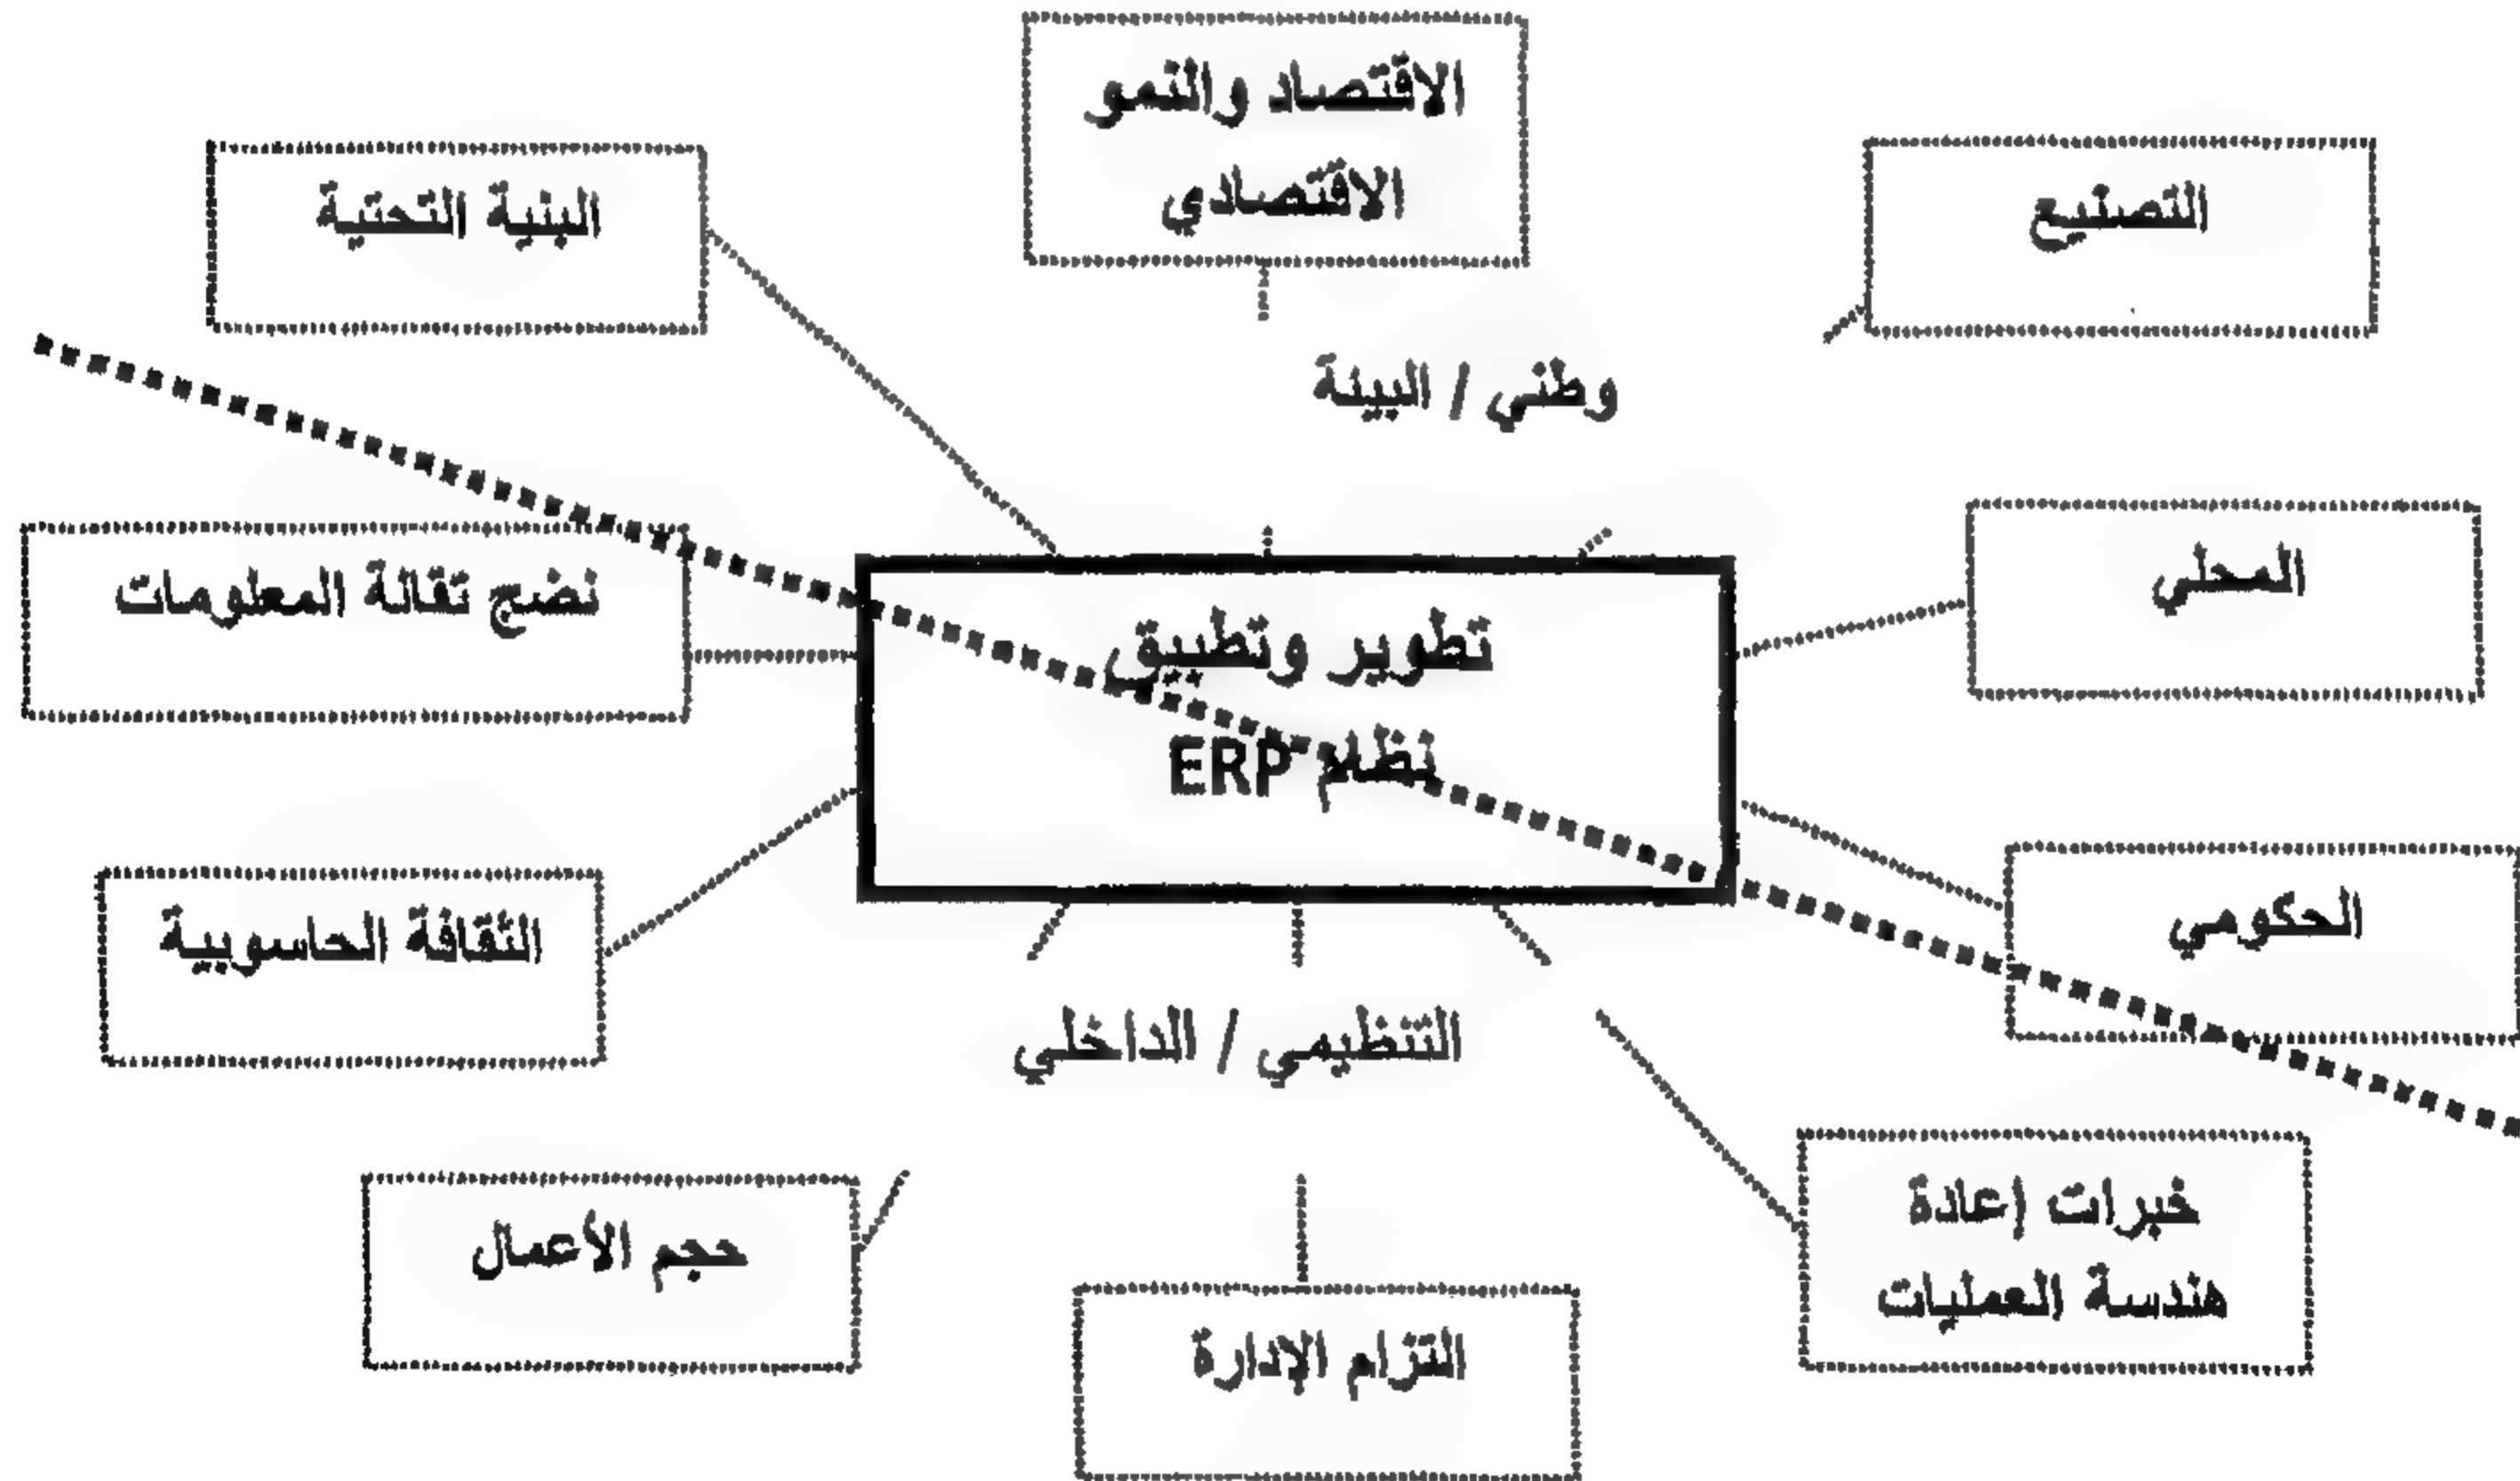 الاقتصاد والنمو
الاقتصادي
التصنيع
البنية التحتية
وطني / البيئة
المحلي
نضج تقانة المعلومات
تطوير وتطبيق
نظام ERP
الحكومي
الثقافة الحاسوبية
التنظيمي / الداخلي
خبرات إعادة
هندسة العمليات
حجم الأعمال
التزام الإدارة